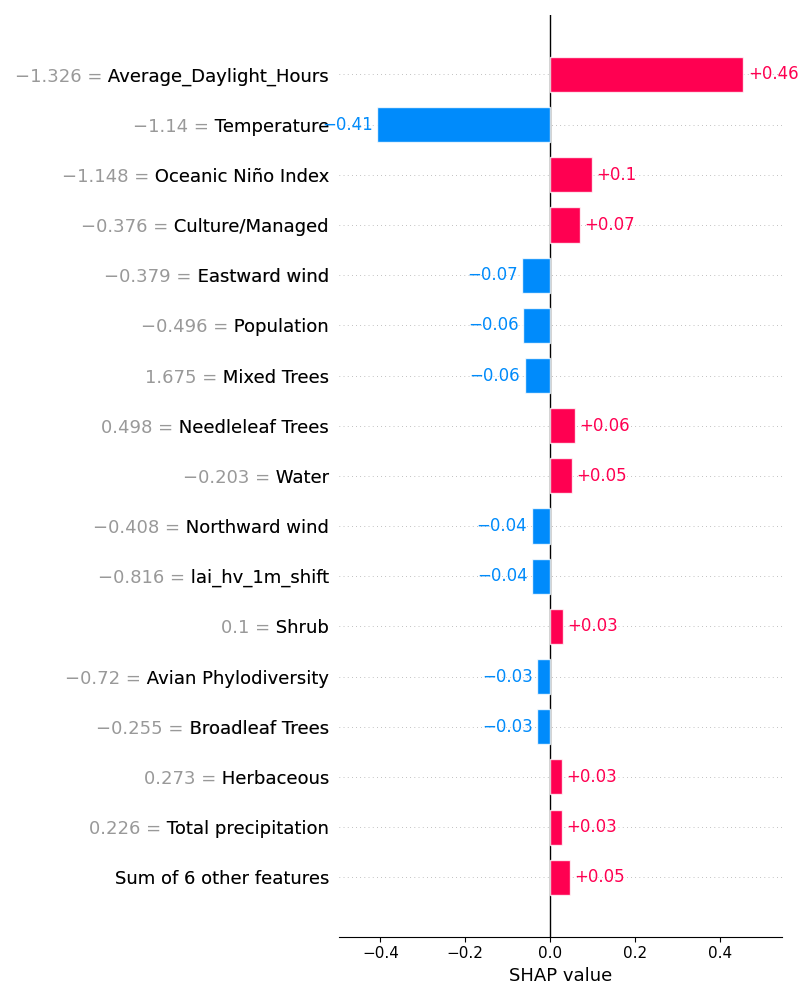 −1.326 = Average_Daylight_Hours +0.46
−1.14 = Temperature −0.41
−1.148 = Oceanic Niño Index +0.1
−0.376 = Culture/Managed +0.07
−0.379 = Eastward wind −0.07
−0.496 = Population −0.06
1.675 = Mixed Trees −0.06
0.498 = Needleleaf Trees +0.06
−0.203 = Water +0.05
−0.408 = Northward wind −0.04
−0.816 = lai_hv_1m_shift −0.04
0.1 = Shrub +0.03
−0.72 = Avian Phylodiversity −0.03
−0.255 = Broadleaf Trees −0.03
0.273 = Herbaceous +0.03
0.226 = Total precipitation +0.03
Sum of 6 other features +0.05
−0.4 −0.2 0.0 0.2 0.4
SHAP value